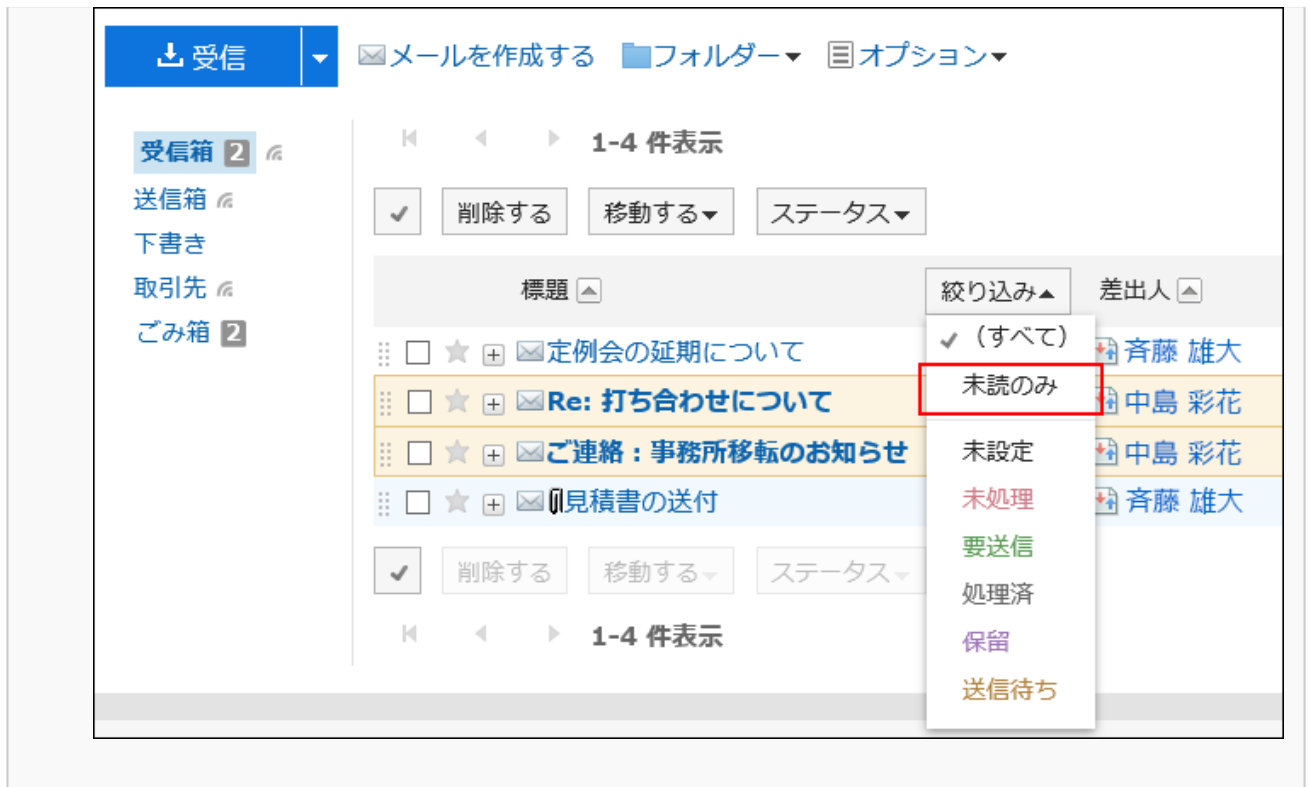 受信 メールを作成する フォルダー オプション
受信箱 2
送信箱
下書き
取引先
ごみ箱 2
1-4 件表示
削除する 移動する ステータス
標題 絞り込み 差出人
定例会の延期について 斉藤 雄大
Re: 打ち合わせについて 中島 彩花
ご連絡：事務所移転のお知らせ 中島 彩花
見積書の送付 斉藤 雄大
(すべて)
未読のみ
未設定
未処理
要送信
処理済
保留
送信待ち
削除する 移動する ステータス
1-4 件表示